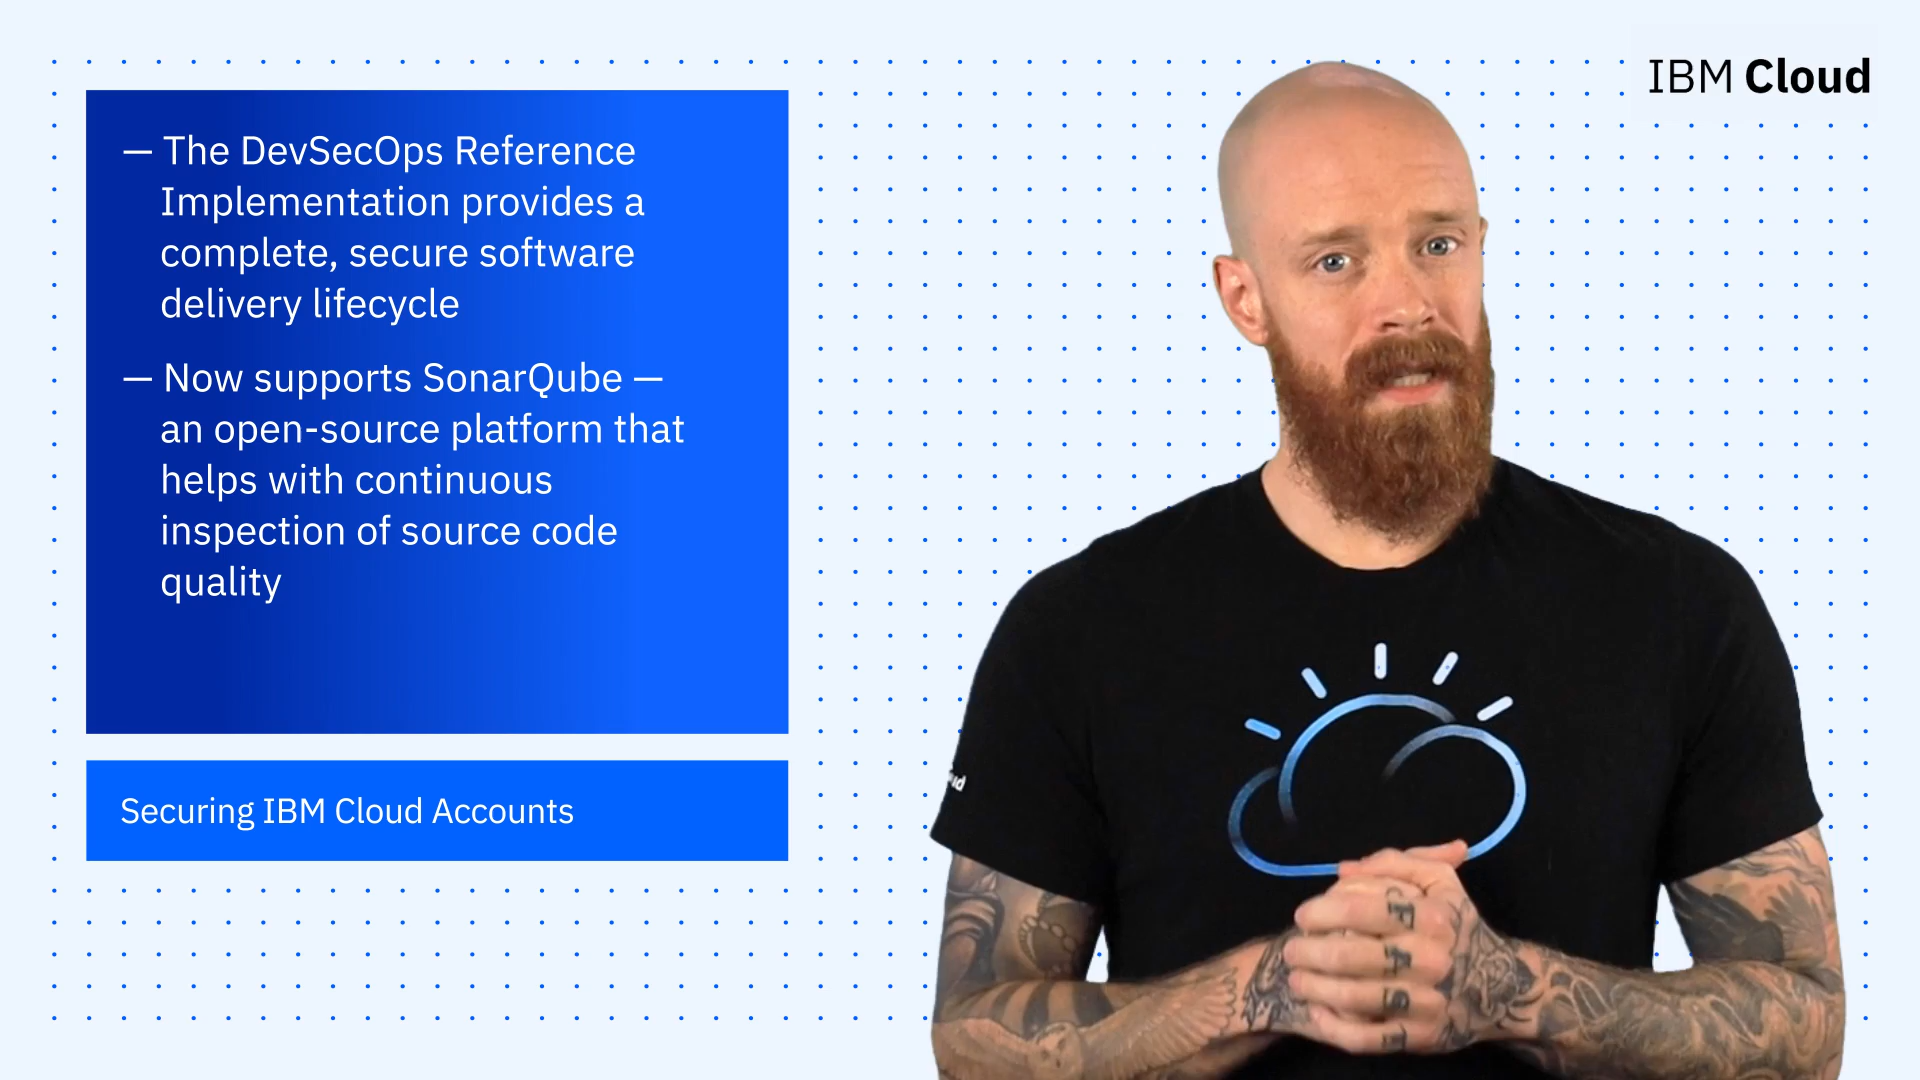 IBM Cloud
— The DevSecOps Reference
Implementation provides a
complete, secure software
delivery lifecycle
— Now supports SonarQube —
an open-source platform that
helps with continuous
inspection of source code
quality
Securing IBM Cloud Accounts
FAST